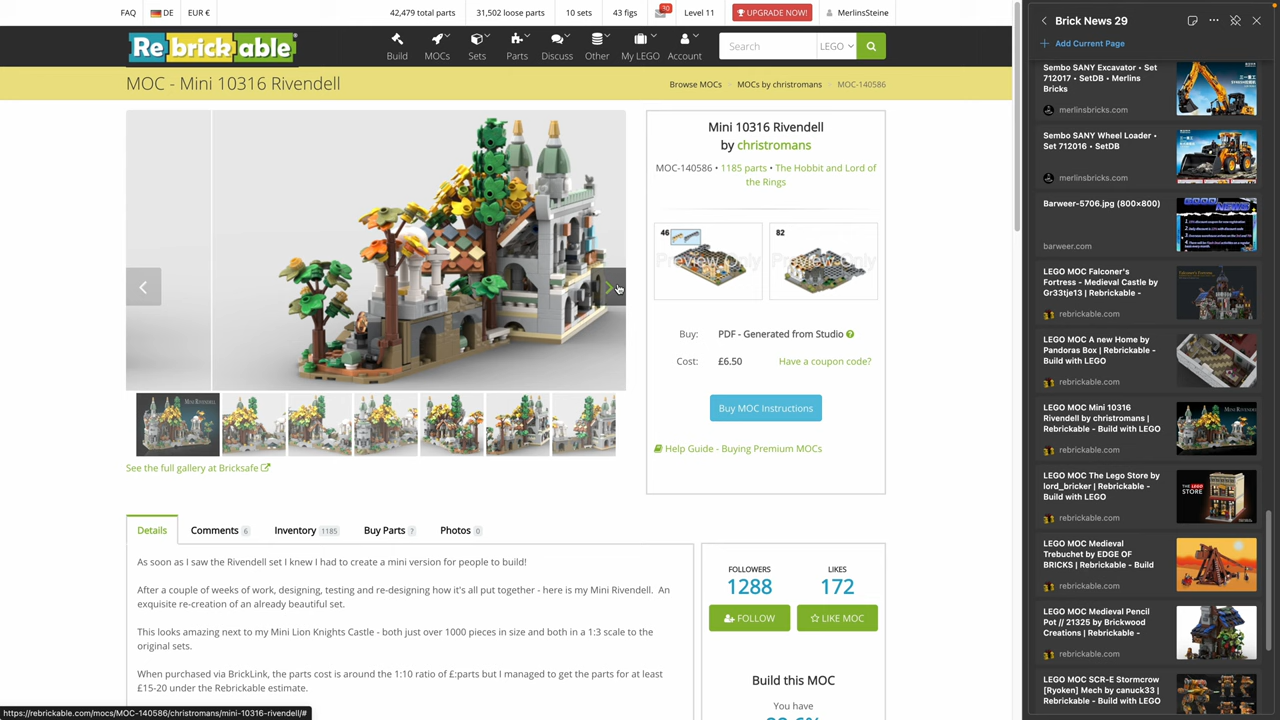 FAQ DE EUR € 42,479 total parts 31,502 loose parts 10 sets 43 figs 30 Level 11 UPGRADE NOW! MerlinsSteine
Rebrickable Build MOCs Sets Parts Discuss Other My LEGO Account Search LEGO
MOC - Mini 10316 Rivendell
Browse MOCs MOCs by christromans MOC-140586
Mini 10316 Rivendell
by christromans
MOC-140586 • 1185 parts • The Hobbit and Lord of
the Rings
46 Preview Only 82 Preview Only
Buy: PDF - Generated from Studio
Cost: £6.50 Have a coupon code?
Buy MOC Instructions
Help Guide - Buying Premium MOCs
See the full gallery at Bricksafe
Details Comments 6 Inventory 1185 Buy Parts ? Photos 0
As soon as I saw the Rivendell set I knew I had to create a mini version for people to build!
After a couple of weeks of work, designing, testing and re-designing how it's all put together - here is my Mini Rivendell. An
exquisite re-creation of an already beautiful set.
This looks amazing next to my Mini Lion Knights Castle - both just over 1000 pieces in size and both in a 1:3 scale to the
original sets.
When purchased via BrickLink, the parts cost is around the 1:10 ratio of £:parts but I managed to get the parts for at least
£15-20 under the Rebrickable estimate.
FOLLOWERS LIKES
1288 172
FOLLOW LIKE MOC
Build this MOC
You have
https://rebrickable.com/mocs/MOC-140586/christromans/mini-10316-rivendell/#
Brick News 29
Add Current Page
Sembo SANY Excavator • Set
712017 • SetDB • Merlins
Bricks
merlinsbricks.com
Sembo SANY Wheel Loader •
Set 712016 • SetDB
merlinsbricks.com
Barweer-5706.jpg (800×800)
barweer.com
LEGO MOC Falconer's
Fortress - Medieval Castle by
Gr33tje13 | Rebrickable -
rebrickable.com
LEGO MOC A new Home by
Pandoras Box | Rebrickable -
Build with LEGO
rebrickable.com
LEGO MOC Mini 10316
Rivendell by christromans |
Rebrickable - Build with LEGO
rebrickable.com
LEGO MOC The Lego Store by
lord_bricker | Rebrickable -
Build with LEGO
rebrickable.com
THE LEGO
STORE
LEGO MOC Medieval
Trebuchet by EDGE OF
BRICKS | Rebrickable - Build
rebrickable.com
LEGO MOC Medieval Pencil
Pot // 21325 by Brickwood
Creations | Rebrickable -
rebrickable.com
LEGO MOC SCR-E Stormcrow
[Ryoken] Mech by canuck33 |
Rebrickable - Build with LEGO